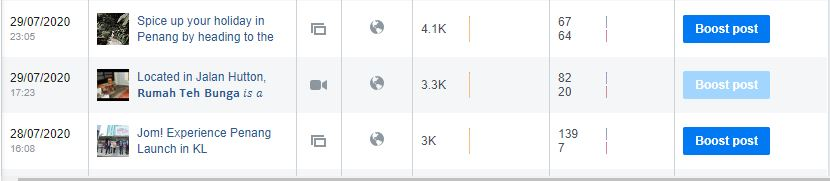 29/07/2020
23:05
Spice up your holiday in
Penang by heading to the
4.1K
67
64
Boost post
29/07/2020
17:23
Located in Jalan Hutton,
Rumah Teh Bunga is a
3.3K
82
20
Boost post
28/07/2020
16:08
Jom! Experience Penang
Launch in KL
3K
139
7
Boost post